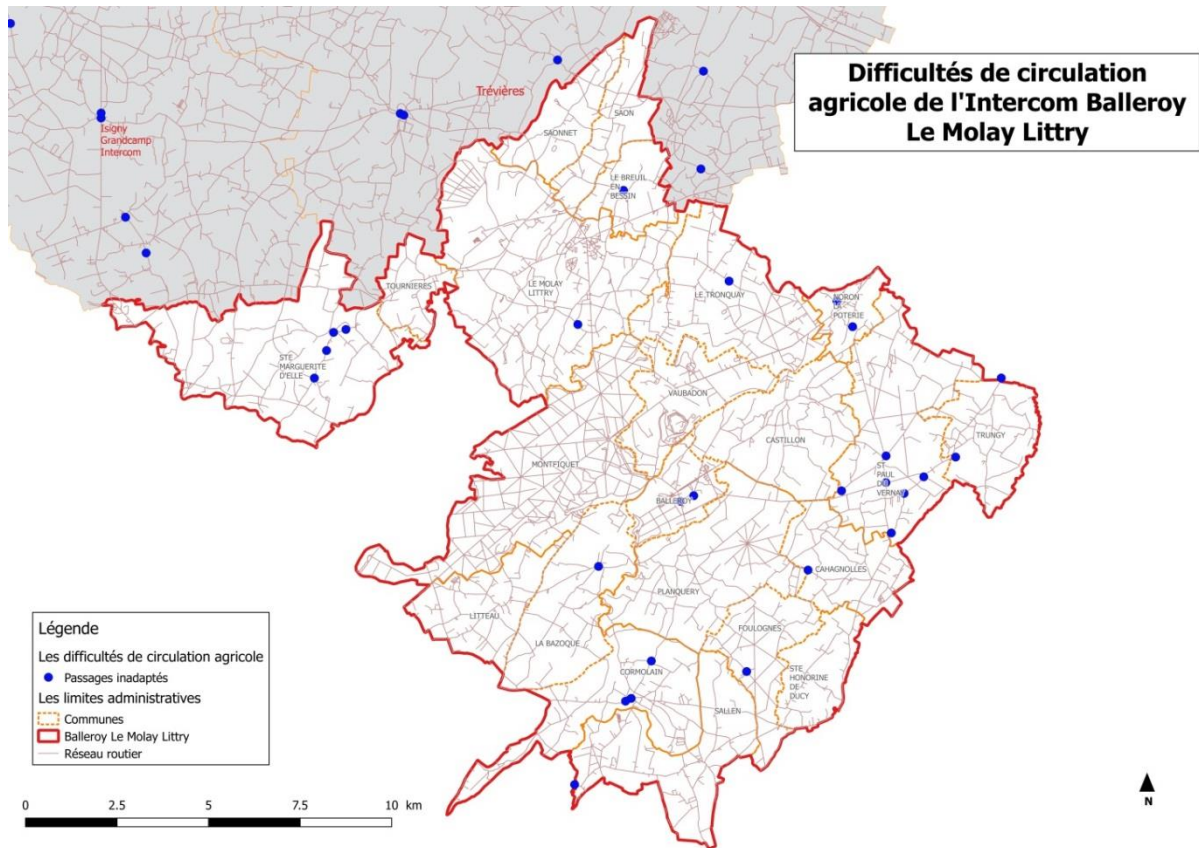 Difficultés de circulation
agricole de l'Intercom Balleroy
Le Molay Littry
Trévières
Isigny
Grandcamp
Intercom
SAON
SAONNET
LE BREUIL
EN
BESSIN
TOURNIERES
LE MOLAY
LITTRY
LE TRONQUAY
NORON
LA
POTERIE
STE
MARGUERITE
D'ELLE
VAUBADON
TRUNGY
CASTILLON
MONTFIQUET
ST
PAUL
DU
VERNAY
BALLEROY
CAHAGNOLLES
PLANQUERY
LITTEAU
FOULOGNES
LA BAZOQUE
CORMOLAIN
STE
HONORINE
DE
DUCY
SALLEN
Légende
Les difficultés de circulation agricole
Passages inadaptés
Les limites administratives
Communes
Balleroy Le Molay Littry
Réseau routier
0 2.5 5 7.5 10 km
N